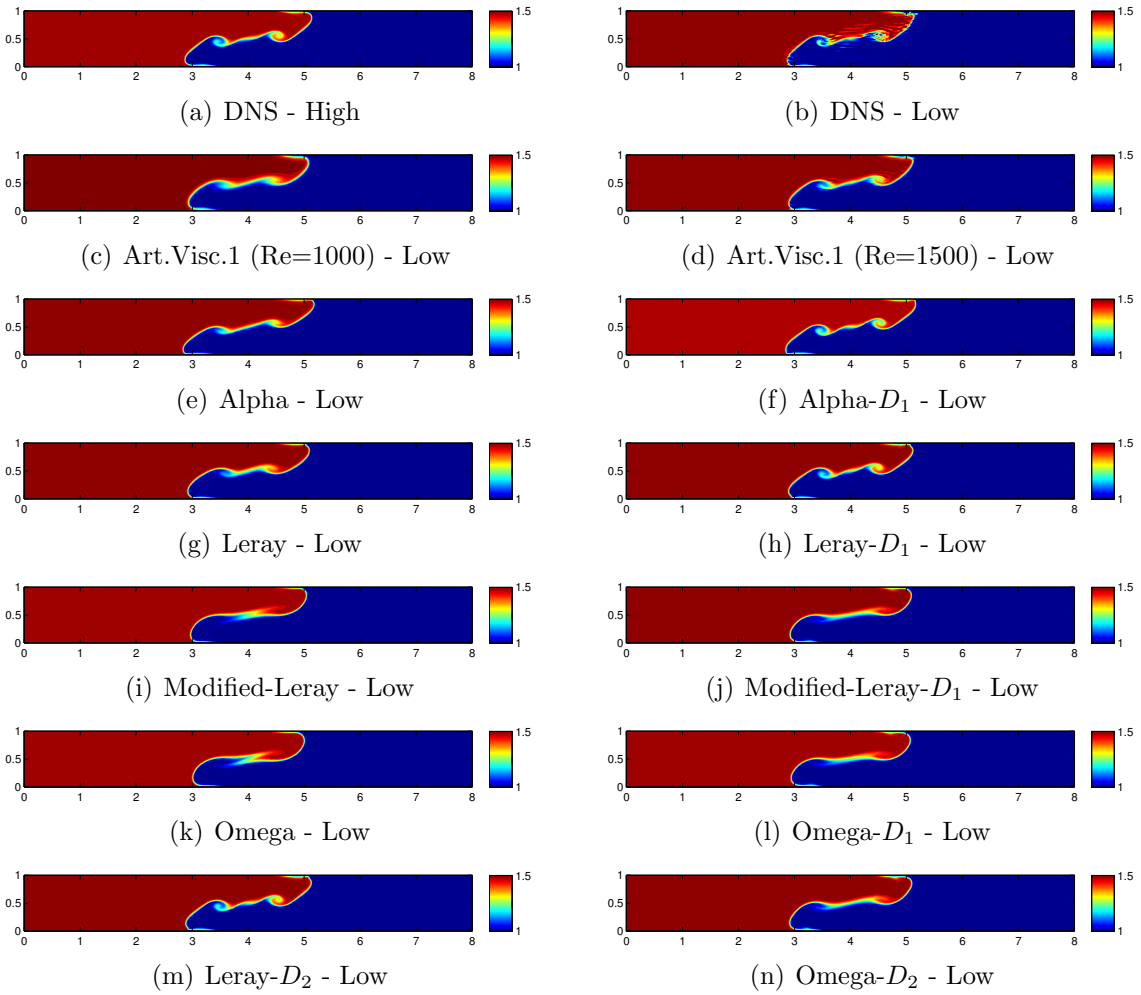 1 0.5 0 0 1 2 3 4 5 6 7 8 1.5 1
1 0.5 0 0 1 2 3 4 5 6 7 8 1.5 1
(a) DNS - High
(b) DNS - Low
1 0.5 0 0 1 2 3 4 5 6 7 8 1.5 1
1 0.5 0 0 1 2 3 4 5 6 7 8 1.5 1
(c) Art.Visc.1 (Re=1000) - Low
(d) Art.Visc.1 (Re=1500) - Low
1 0.5 0 0 1 2 3 4 5 6 7 8 1.5 1
1 0.5 0 0 1 2 3 4 5 6 7 8 1.5 1
(e) Alpha - Low
(f) Alpha-D₁ - Low
1 0.5 0 0 1 2 3 4 5 6 7 8 1.5 1
1 0.5 0 0 1 2 3 4 5 6 7 8 1.5 1
(g) Leray - Low
(h) Leray-D₁ - Low
1 0.5 0 0 1 2 3 4 5 6 7 8 1.5 1
1 0.5 0 0 1 2 3 4 5 6 7 8 1.5 1
(i) Modified-Leray - Low
(j) Modified-Leray-D₁ - Low
1 0.5 0 0 1 2 3 4 5 6 7 8 1.5 1
1 0.5 0 0 1 2 3 4 5 6 7 8 1.5 1
(k) Omega - Low
(l) Omega-D₁ - Low
1 0.5 0 0 1 2 3 4 5 6 7 8 1.5 1
1 0.5 0 0 1 2 3 4 5 6 7 8 1.5 1
(m) Leray-D₂ - Low
(n) Omega-D₂ - Low